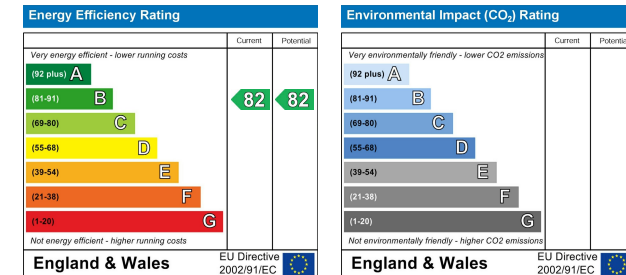 Energy Efficiency Rating
Current Potential
Very energy efficient - lower running costs
(92 plus) A
(81-91) B 82 82
(69-80) C
(55-68) D
(39-54) E
(21-38) F
(1-20) G
Not energy efficient - higher running costs
England & Wales
EU Directive
2002/91/EC
Environmental Impact (CO₂) Rating
Current Potential
Very environmentally friendly - lower CO2 emissions
(92 plus) A
(81-91) B
(69-80) C
(55-68) D
(39-54) E
(21-38) F
(1-20) G
Not environmentally friendly - higher CO2 emissions
England & Wales
EU Directive
2002/91/EC